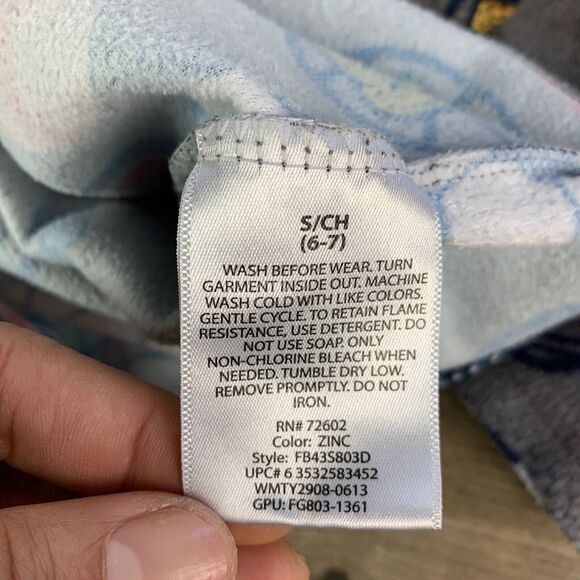 S/CH
(6-7)
WASH BEFORE WEAR. TURN
GARMENT INSIDE OUT. MACHINE
WASH COLD WITH LIKE COLORS.
GENTLE CYCLE. TO RETAIN FLAME
RESISTANCE, USE DETERGENT. DO
NOT USE SOAP. ONLY
NON-CHLORINE BLEACH WHEN
NEEDED. TUMBLE DRY LOW.
REMOVE PROMPTLY. DO NOT
IRON.
RN# 72602
Color: ZINC
Style: FB43S803D
UPC# 6 3532583452
WMTY2908-0613
GPU: FG803-1361